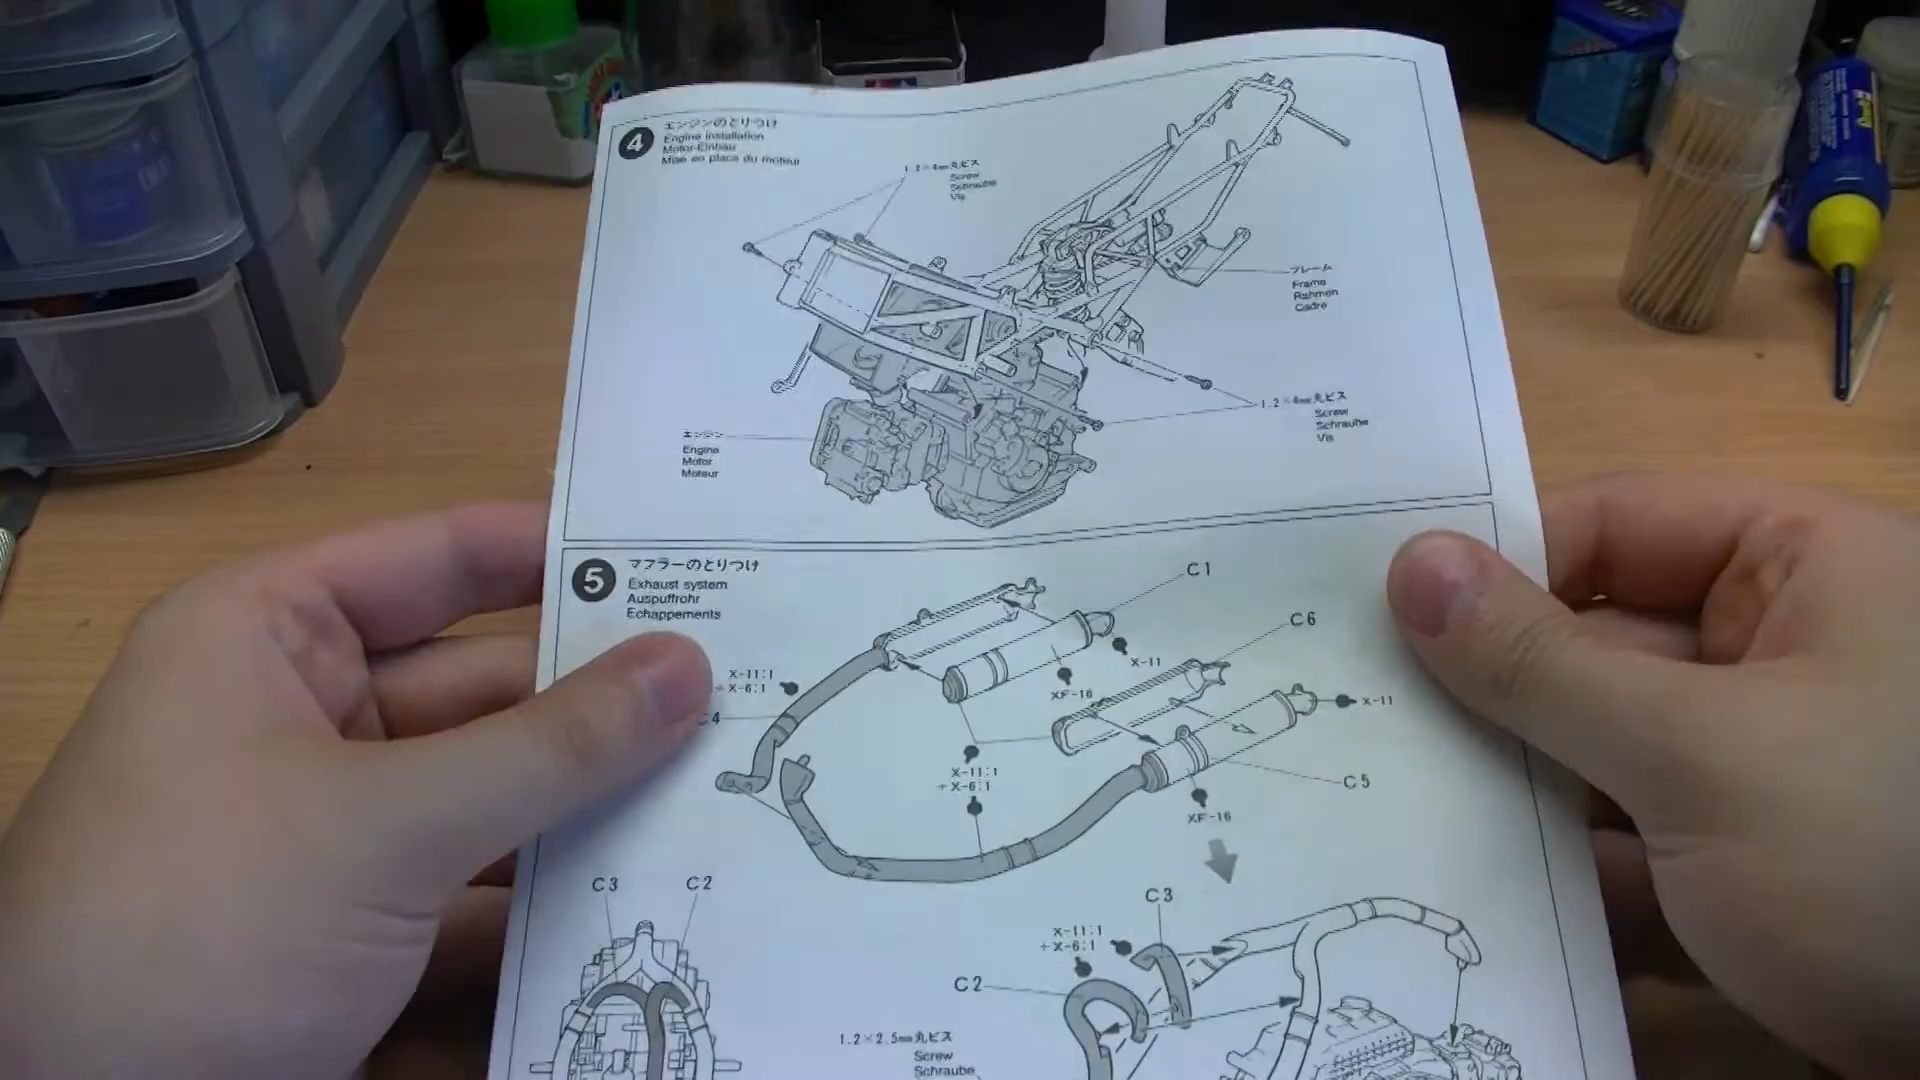 4
エンジンのとりつけ
Engine installation
Motor-Einbau
Mise en place du moteur
1.2×4mm丸ビス
Screw
Schraube
Vis
フレーム
Frame
Rahmen
Cadre
1.2×4mm丸ビス
Screw
Schraube
Vis
エンジン
Engine
Motor
Moteur
5
マフラーのとりつけ
Exhaust system
Auspuffrohr
Echappements
C1
C6
X-11
XF-16
X-11:1
+X-6:1
C4
X-11
X-11:1
+X-6:1
C5
XF-16
C3
C2
C3
X-11:1
+X-6:1
C2
1.2×2.5mm丸ビス
Screw
Schraube